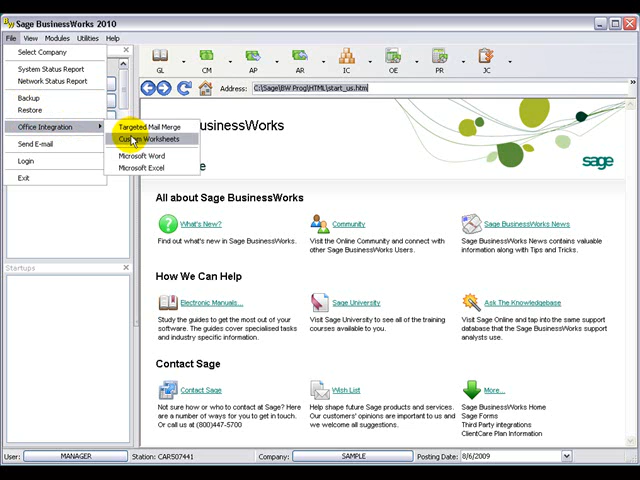 Sage BusinessWorks 2010
File View Modules Utilities Help
Select Company
System Status Report
Network Status Report
Backup
Restore
Office Integration
Send E-mail
Login
Exit
Targeted Mail Merge
Custom Worksheets
Microsoft Word
Microsoft Excel
GL CM AP AR IC OE PR JC
Address: C:\Sage\BW Prog\HTML\start_us.html
BusinessWorks
sage
All about Sage BusinessWorks
What's New?
Find out what's new in Sage BusinessWorks.
Community
Visit the Online Community and connect with
other Sage BusinessWorks Users.
Sage BusinessWorks News
Sage BusinessWorks News contains valuable
information along with Tips and Tricks.
How We Can Help
Electronic Manuals...
Study the guides to get the most out of your
software. The guides cover specialised tasks
and industry specific information.
Sage University
Visit Sage University to see all of the training
courses available to you.
Ask The Knowledgebase
Visit Sage Online and tap into the same support
database that the Sage BusinessWorks support
analysts use.
Contact Sage
Contact Sage
Not sure how or who to contact at Sage? Here
are a number of ways for you to get in touch.
Or call us at (800)447-5700
Wish List
Help shape future Sage products and services.
Our customers' opinions are important to us and
we welcome all suggestions.
More...
Sage BusinessWorks Home
Sage Forms
Third Party integrations
ClientCare Plan Information
Startups
User: MANAGER Station: CAR507441 Company: SAMPLE Posting Date: 8/6/2009